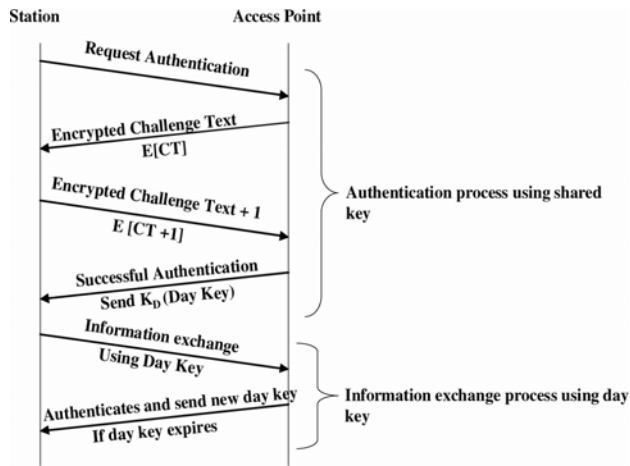 Station
Access Point
Request Authentication
Encrypted Challenge Text
E[CT]
Encrypted Challenge Text + 1
E [CT +1]
Authentication process using shared
key
Successful Authentication
Send K_D (Day Key)
Information exchange
Using Day Key
Authenticates and send new day key
If day key expires
Information exchange process using day
key